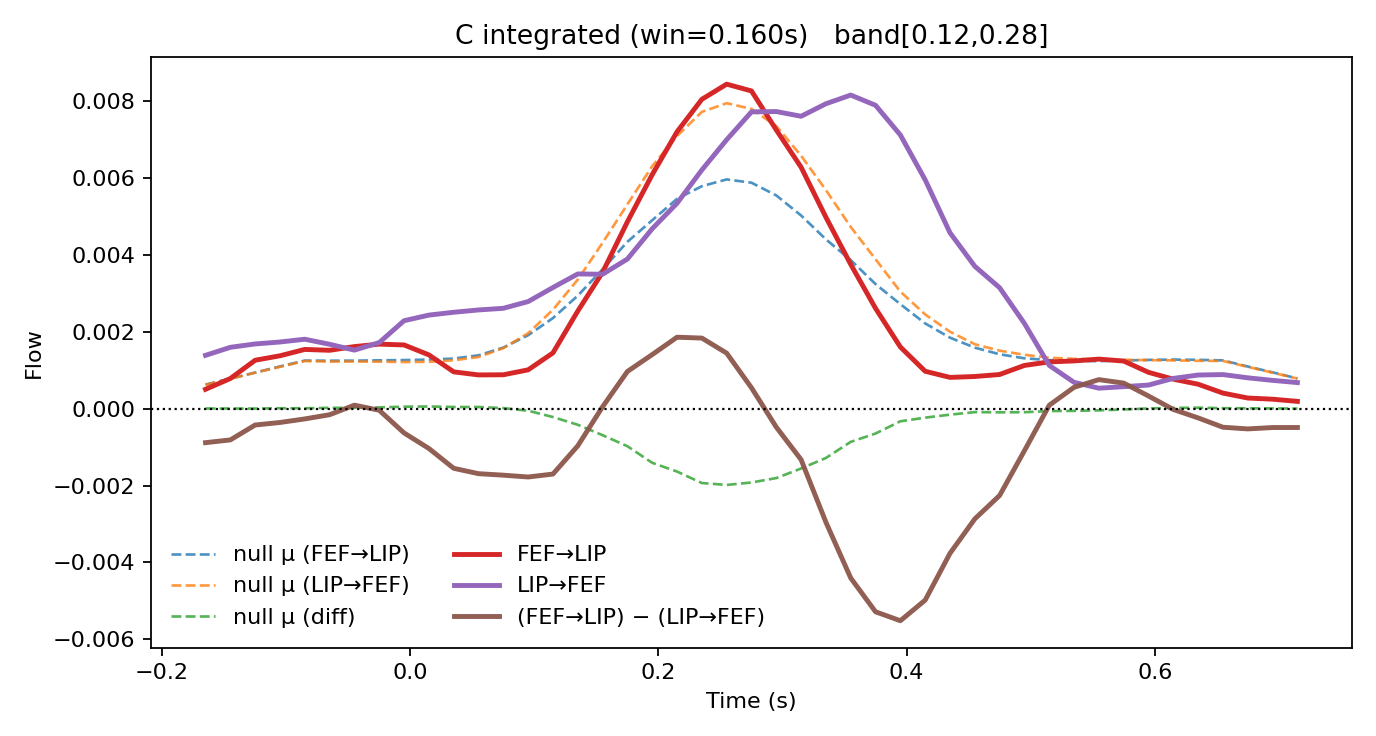 C integrated (win=0.160s)   band[0.12,0.28]
Flow
0.008
0.006
0.004
0.002
0.000
−0.002
−0.004
−0.006
null μ (FEF→LIP)
null μ (LIP→FEF)
null μ (diff)
FEF→LIP
LIP→FEF
(FEF→LIP) − (LIP→FEF)
−0.2 0.0 0.2 0.4 0.6
Time (s)